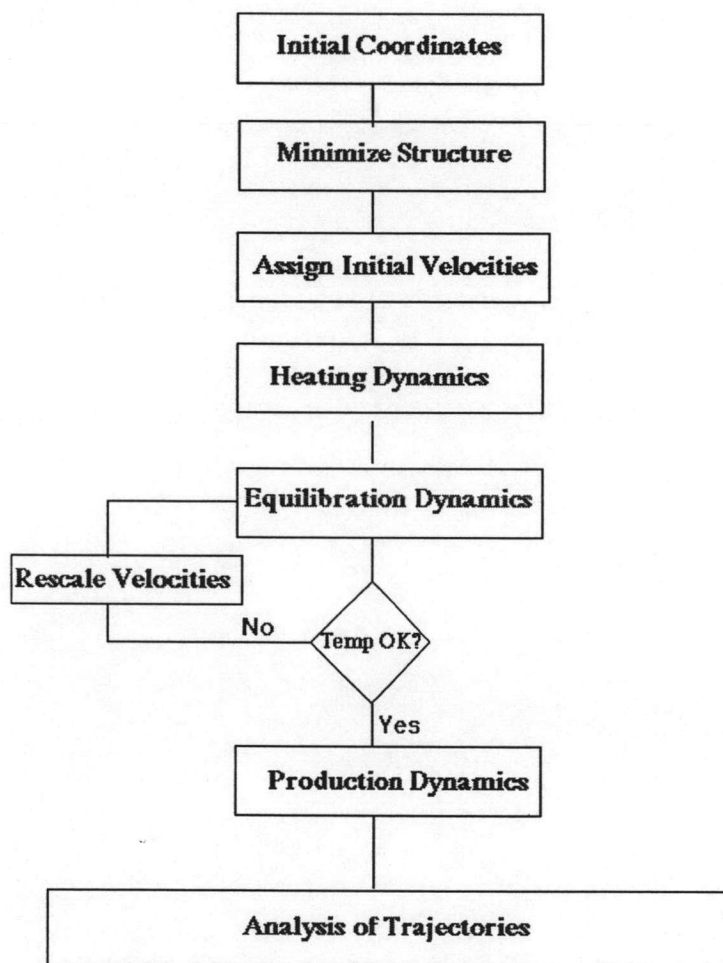 Initial Coordinates
Minimize Structure
Assign Initial Velocities
Heating Dynamics
Equilibration Dynamics
Rescale Velocities
No
Temp OK?
Yes
Production Dynamics
Analysis of Trajectories